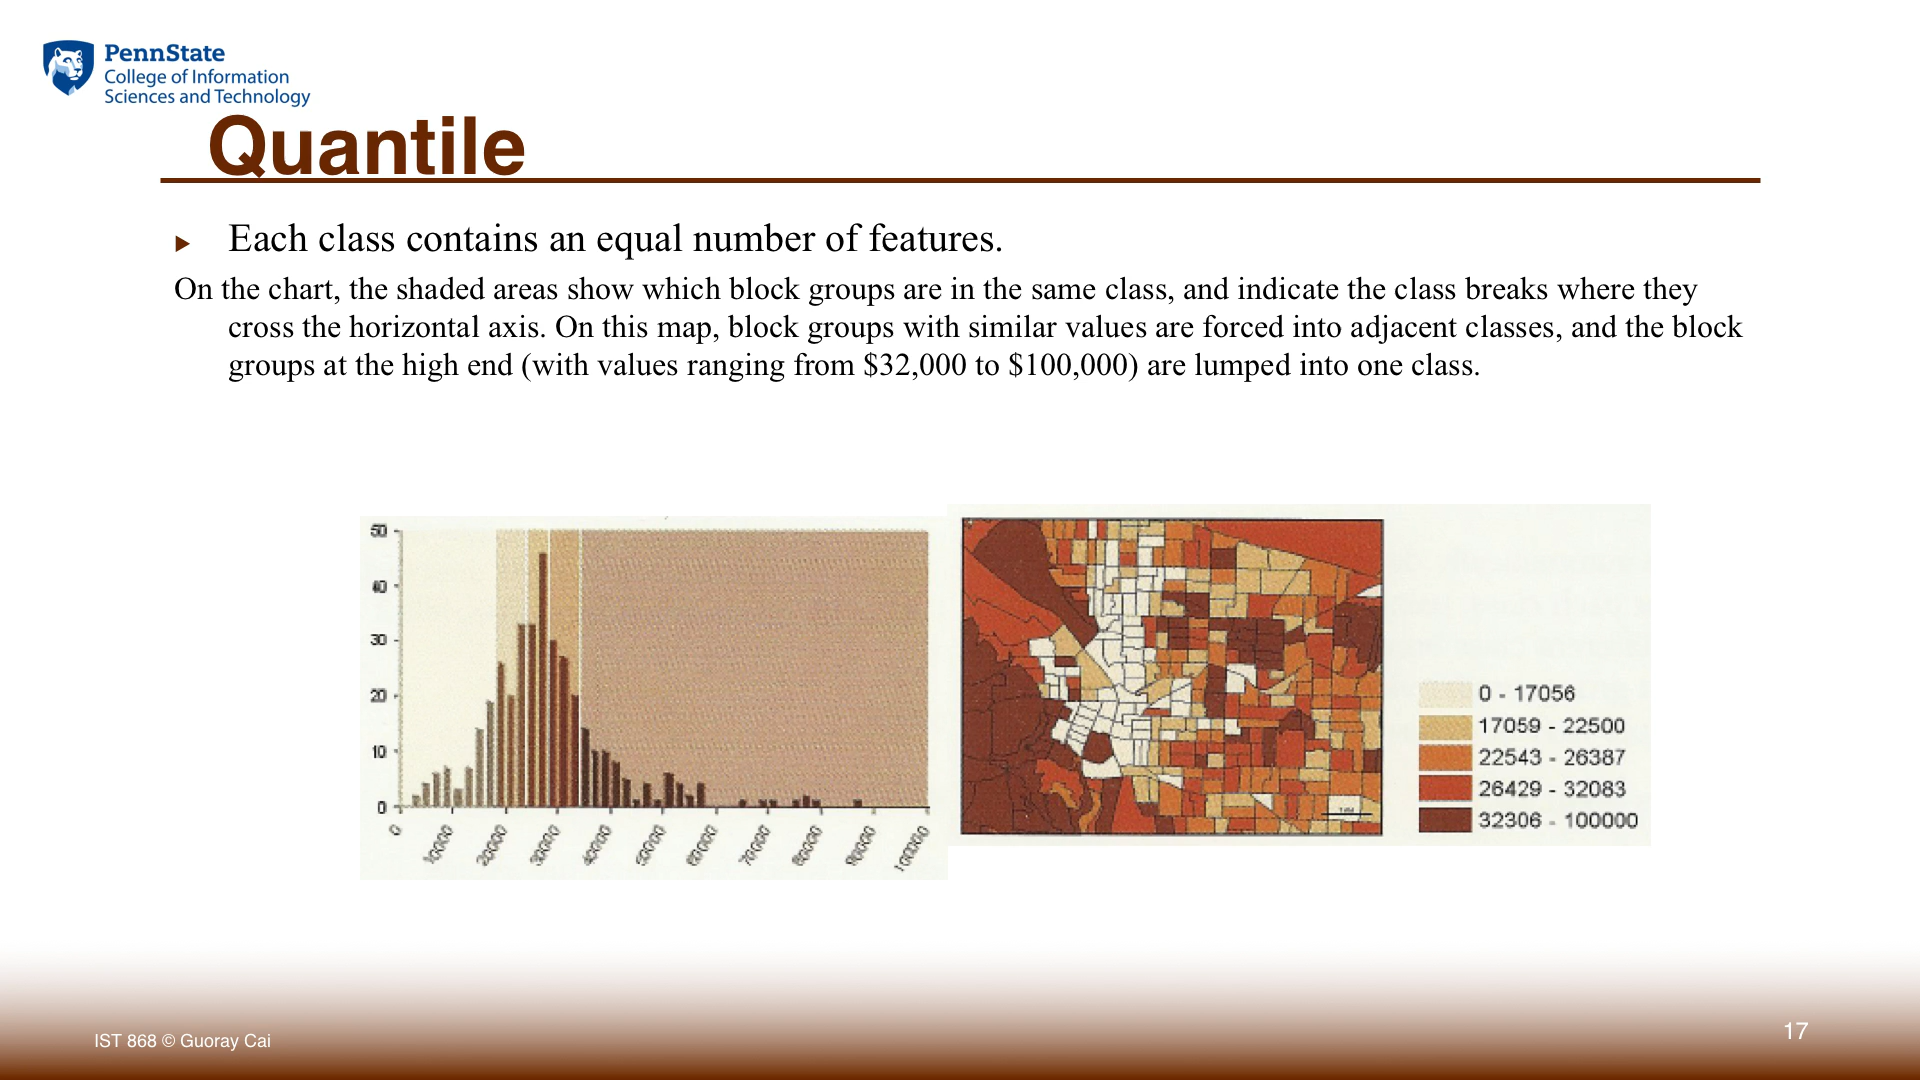 PennState
College of Information
Sciences and Technology
Quantile
Each class contains an equal number of features.
On the chart, the shaded areas show which block groups are in the same class, and indicate the class breaks where they
cross the horizontal axis. On this map, block groups with similar values are forced into adjacent classes, and the block
groups at the high end (with values ranging from $32,000 to $100,000) are lumped into one class.
50
40
30
20
10
0
0 10000 20000 30000 40000 50000 60000 70000 80000 90000 100000
0 - 17056
17059 - 22500
22543 - 26387
26429 - 32083
32306 - 100000
IST 868 © Guoray Cai
17